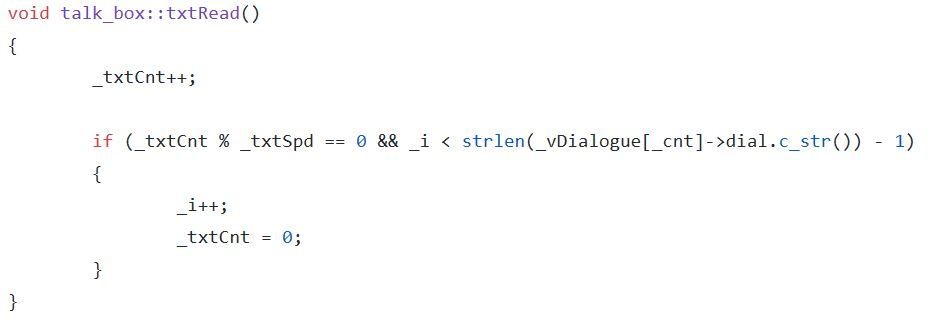 void talk_box::txtRead()
{
        _txtCnt++;

        if (_txtCnt % _txtSpd == 0 && _i < strlen(_vDialogue[_cnt]->dial.c_str()) - 1)
        {
                _i++;
                _txtCnt = 0;
        }
}